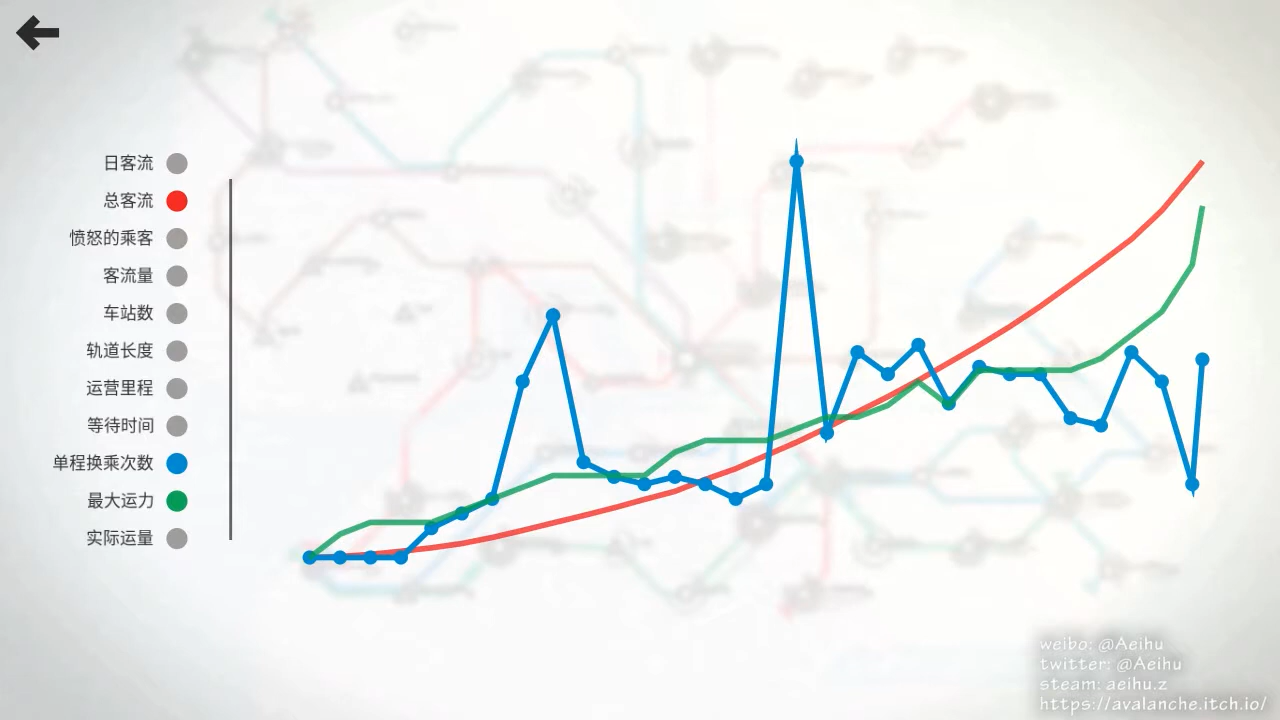 日客流
总客流
愤怒的乘客
客流量
车站数
轨道长度
运营里程
等待时间
单程换乘次数
最大运力
实际运量
weibo: @Aeihu
twitter: @Aeihu
steam: aeihu.z
https://avalanche.itch.io/